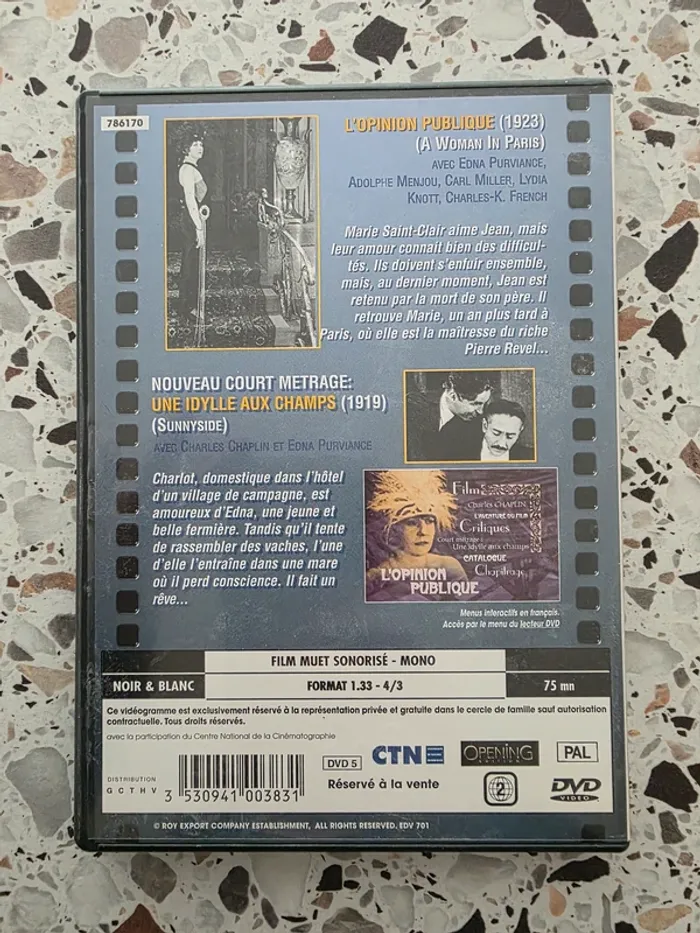 786170
L'OPINION PUBLIQUE (1923)
(A WOMAN IN PARIS)
AVEC EDNA PURVIANCE,
ADOLPHE MENJOU, CARL MILLER, LYDIA
KNOTT, CHARLES-K. FRENCH
Marie Saint-Clair aime Jean, mais
leur amour connait bien des difficul-
tés. Ils doivent s'enfuir ensemble,
mais, au dernier moment, Jean est
retenu par la mort de son père. Il
retrouve Marie, un an plus tard à
Paris, où elle est la maîtresse du riche
Pierre Revel...
NOUVEAU COURT METRAGE:
UNE IDYLLE AUX CHAMPS (1919)
(SUNNYSIDE)
AVEC CHARLES CHAPLIN ET EDNA PURVIANCE
Charlot, domestique dans l'hôtel
d'un village de campagne, est
amoureux d'Edna, une jeune et
belle fermière. Tandis qu'il tente
de rassembler des vaches, l'une
d'elle l'entraîne dans une mare
où il perd conscience. Il fait un
rêve...
Film
Charles CHAPLIN
L'AVENTURE DU FILM
Critiques
Court métrage :
Une idylle aux champs
CATALOGUE
Chapitrage
L'OPINION
PUBLIQUE
Menus interactifs en français.
Accès par le menu du lecteur DVD
FILM MUET SONORISÉ - MONO
NOIR & BLANC
FORMAT 1.33 - 4/3
75 mn
Ce vidéogramme est exclusivement réservé à la représentation privée et gratuite dans le cercle de famille sauf autorisation
contractuelle. Tous droits réservés.
avec la participation du Centre National de la Cinématographie
DISTRIBUTION
G C T H V
3 530941 003831
DVD 5
CTN
OPENING
EDITION
PAL
Réservé à la vente
2
DVD
VIDEO
© ROY EXPORT COMPANY ESTABLISHMENT, ALL RIGHTS RESERVED. EDV 701